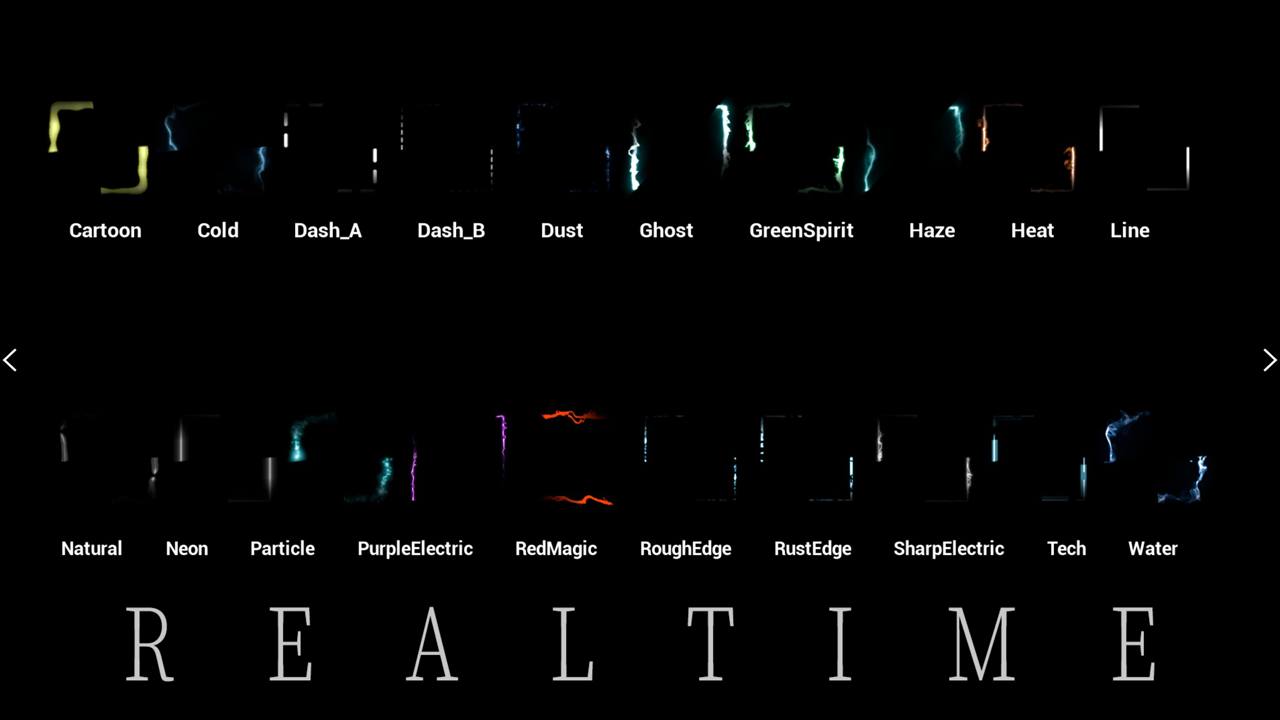 Cartoon Cold Dash_A Dash_B Dust Ghost GreenSpirit Haze Heat Line
Natural Neon Particle PurpleElectric RedMagic RoughEdge RustEdge SharpElectric Tech Water
REALTIME